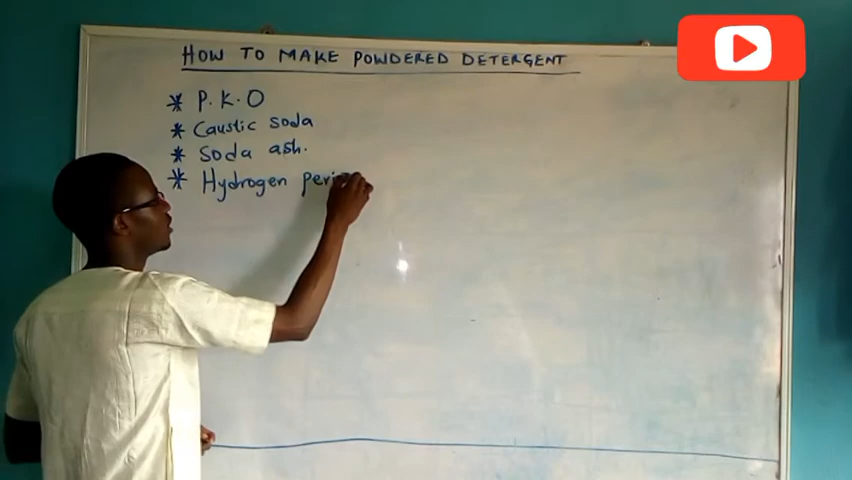 HOW TO MAKE POWDERED DETERGENT
* P.K.O
* Caustic soda
* Soda ash.
* Hydrogen